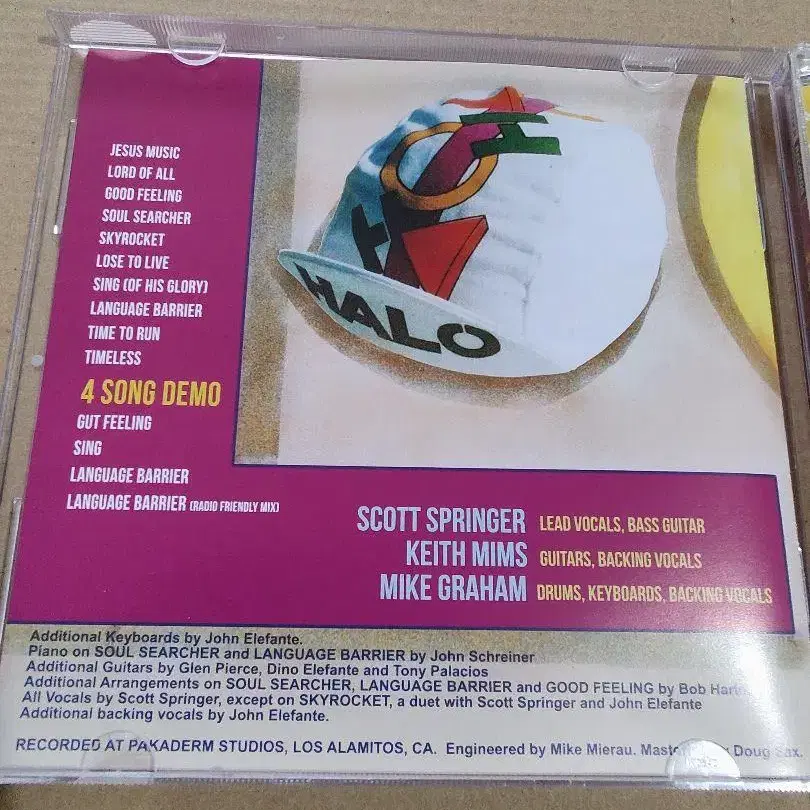 JESUS MUSIC
LORD OF ALL
GOOD FEELING
SOUL SEARCHER
SKYROCKET
LOSE TO LIVE
SING (OF HIS GLORY)
LANGUAGE BARRIER
TIME TO RUN
TIMELESS
4 SONG DEMO
GUT FEELING
SING
LANGUAGE BARRIER
LANGUAGE BARRIER (RADIO FRIENDLY MIX)
HALO
SCOTT SPRINGER LEAD VOCALS, BASS GUITAR
KEITH MIMS GUITARS, BACKING VOCALS
MIKE GRAHAM DRUMS, KEYBOARDS, BACKING VOCALS
Additional Keyboards by John Elefante.
Piano on SOUL SEARCHER and LANGUAGE BARRIER by John Schreiner
Additional Guitars by Glen Pierce, Dino Elefante and Tony Palacios
Additional Arrangements on SOUL SEARCHER, LANGUAGE BARRIER and GOOD FEELING by Bob
All Vocals by Scott Springer, except on SKYROCKET, a duet with Scott Springer and John Elefante
Additional backing vocals by John Elefante.
RECORDED AT PAKADERM STUDIOS, LOS ALAMITOS, CA. Engineered by Mike Mierau. Doug Sax.